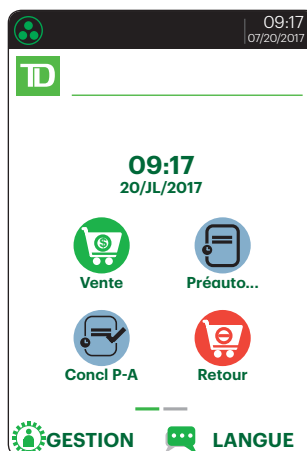 09:17
07/20/2017
TD
09:17
20/JL/2017
Vente
Préauto...
Concl P-A
Retour
GESTION
LANGUE